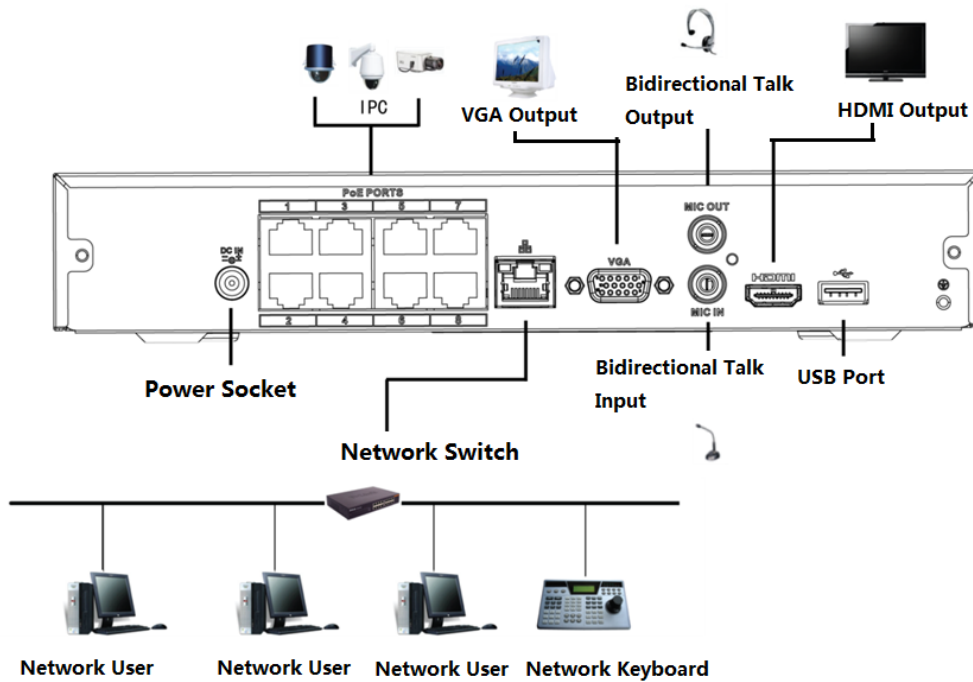 IPC
VGA Output
Bidirectional Talk
Output
HDMI Output
PoE PORTS
1 3 5 7
MIC OUT
DC IN
VGA
HDMI
2 4 6 8
MIC IN
Power Socket
Bidirectional Talk
Input
USB Port
Network Switch
Network User
Network User
Network User
Network Keyboard